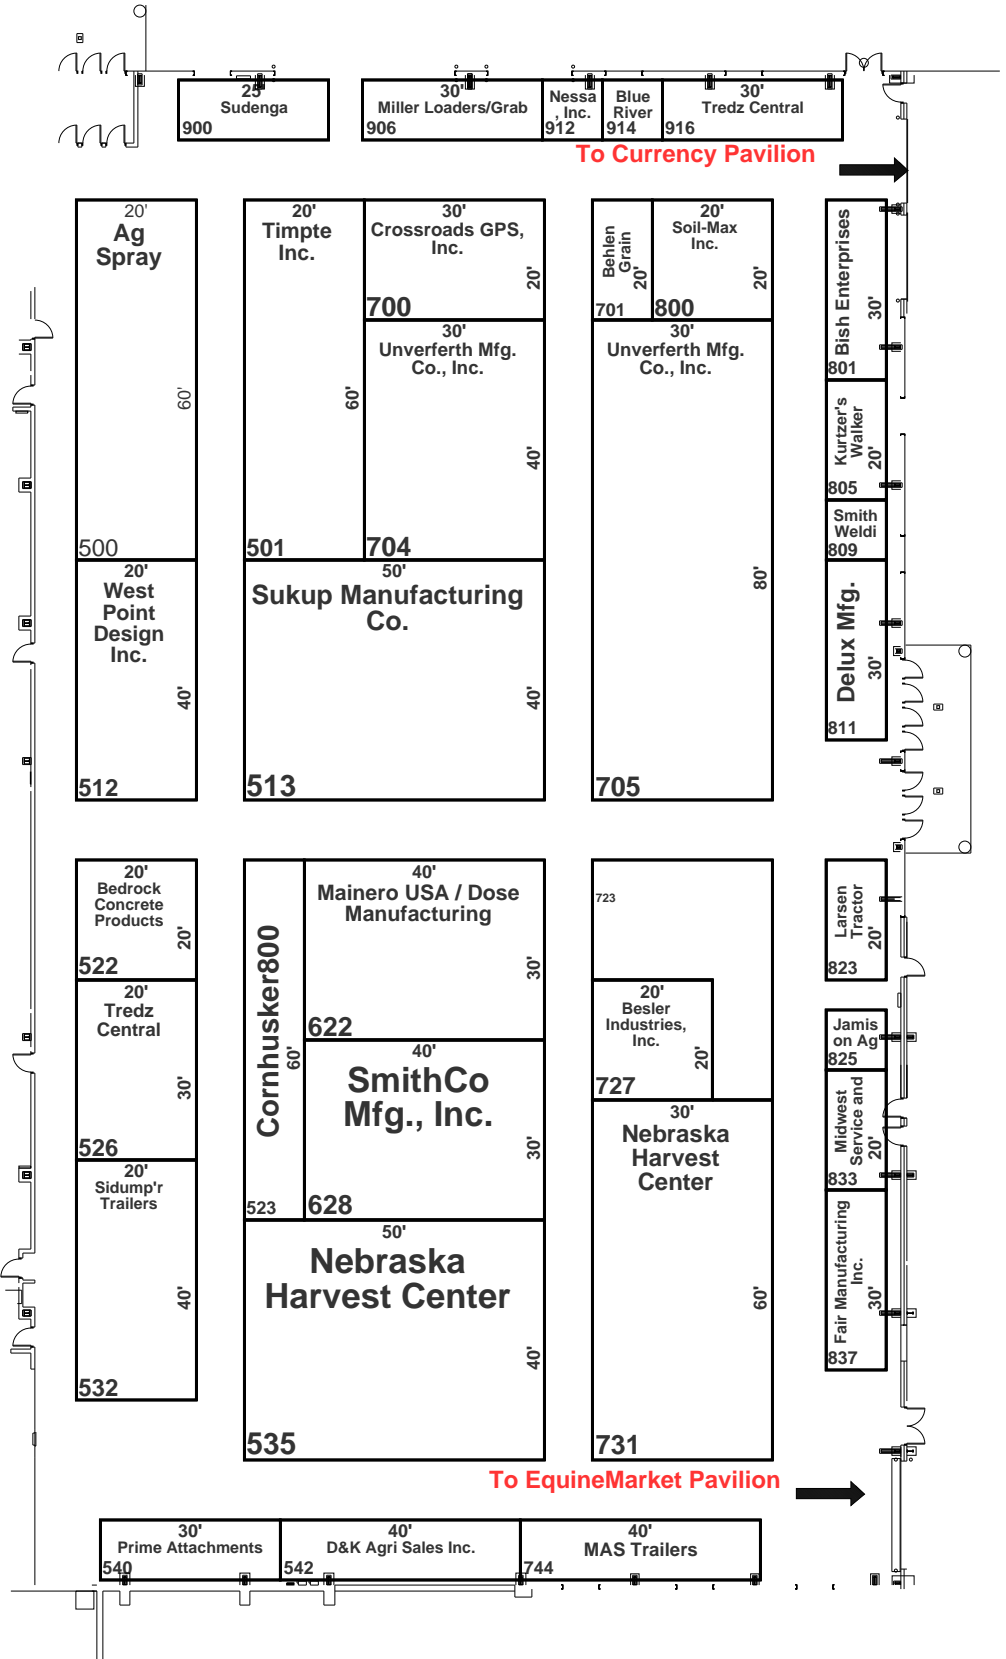 25'
Sudenga
900
30'
Miller Loaders/Grab
906
Nessa
, Inc.
912
Blue
River
914
30'
Tredz Central
916
To Currency Pavilion
20'
Ag
Spray
60'
500
20'
Timpte
Inc.
60'
501
30'
Crossroads GPS,
Inc.
20'
700
30'
Unverferth Mfg.
Co., Inc.
40'
704
Behlen
Grain
20'
701
20'
Soil-Max
Inc.
20'
800
30'
Unverferth Mfg.
Co., Inc.
80'
705
Bish Enterprises
30'
801
Kurtzer's
Walker
20'
805
Smith
Weldi
809
Delux Mfg.
30'
811
20'
West
Point
Design
Inc.
40'
512
50'
Sukup Manufacturing
Co.
40'
513
20'
Bedrock
Concrete
Products
20'
522
20'
Tredz
Central
30'
526
20'
Sidump'r
Trailers
40'
532
Cornhusker800
60'
523
40'
Mainero USA / Dose
Manufacturing
30'
622
40'
SmithCo
Mfg., Inc.
30'
628
50'
Nebraska
Harvest Center
40'
535
723
20'
Besler
Industries,
Inc.
20'
727
30'
Nebraska
Harvest
Center
60'
731
Larsen
Tractor
20'
823
Jamis
on Ag
825
Midwest
Service and
20'
833
Fair Manufacturing
Inc.
30'
837
To EquineMarket Pavilion
30'
Prime Attachments
540
40'
D&K Agri Sales Inc.
542
40'
MAS Trailers
744